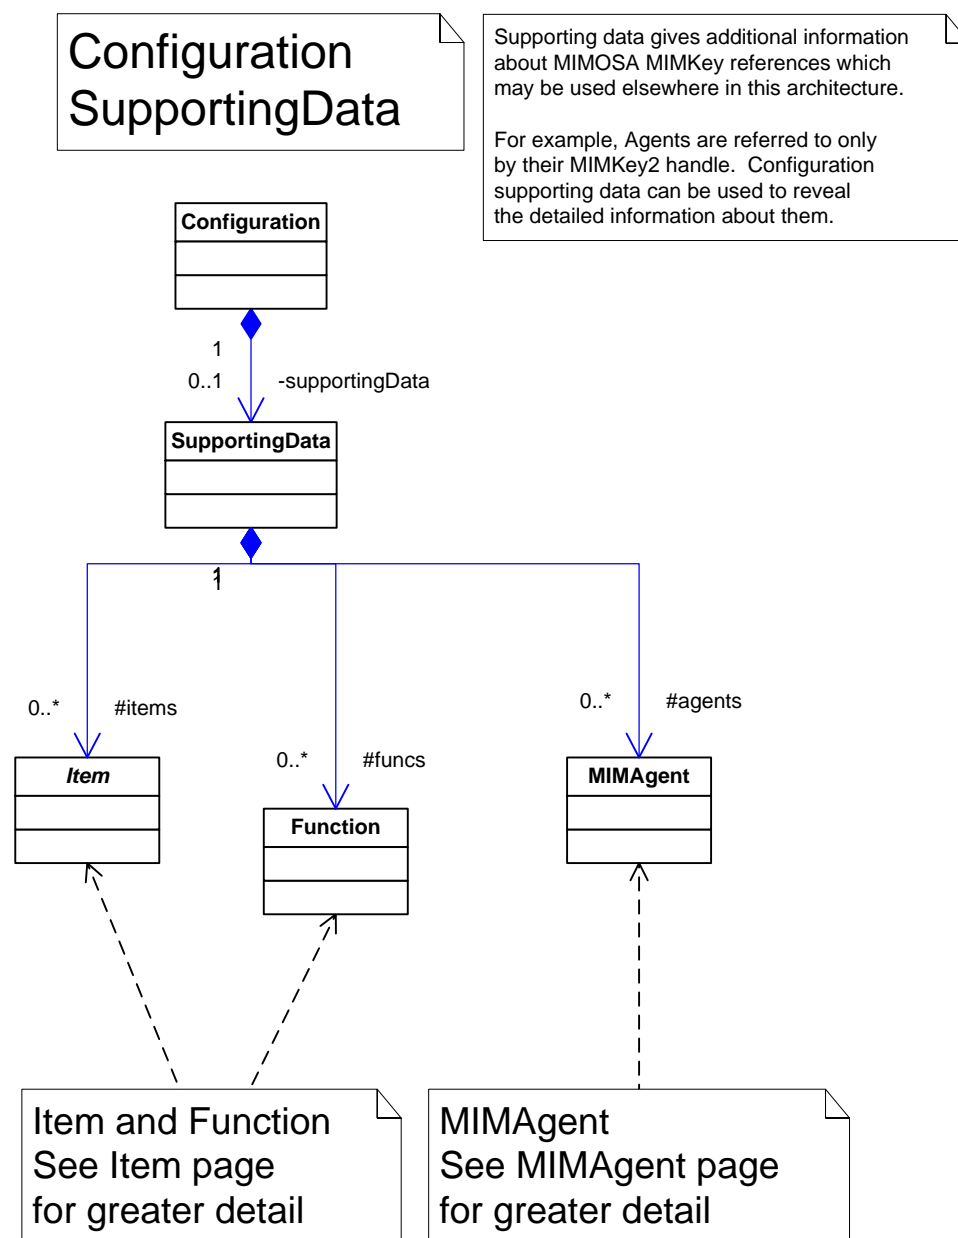 Configuration
SupportingData
Supporting data gives additional information
about MIMOSA MIMKey references which
may be used elsewhere in this architecture.
For example, Agents are referred to only
by their MIMKey2 handle.  Configuration
supporting data can be used to reveal
the detailed information about them.
Configuration
1
0..1
-supportingData
SupportingData
1
1
0..*
#items
0..*
#funcs
0..*
#agents
Item
Function
MIMAgent
Item and Function
See Item page
for greater detail
MIMAgent
See MIMAgent page
for greater detail